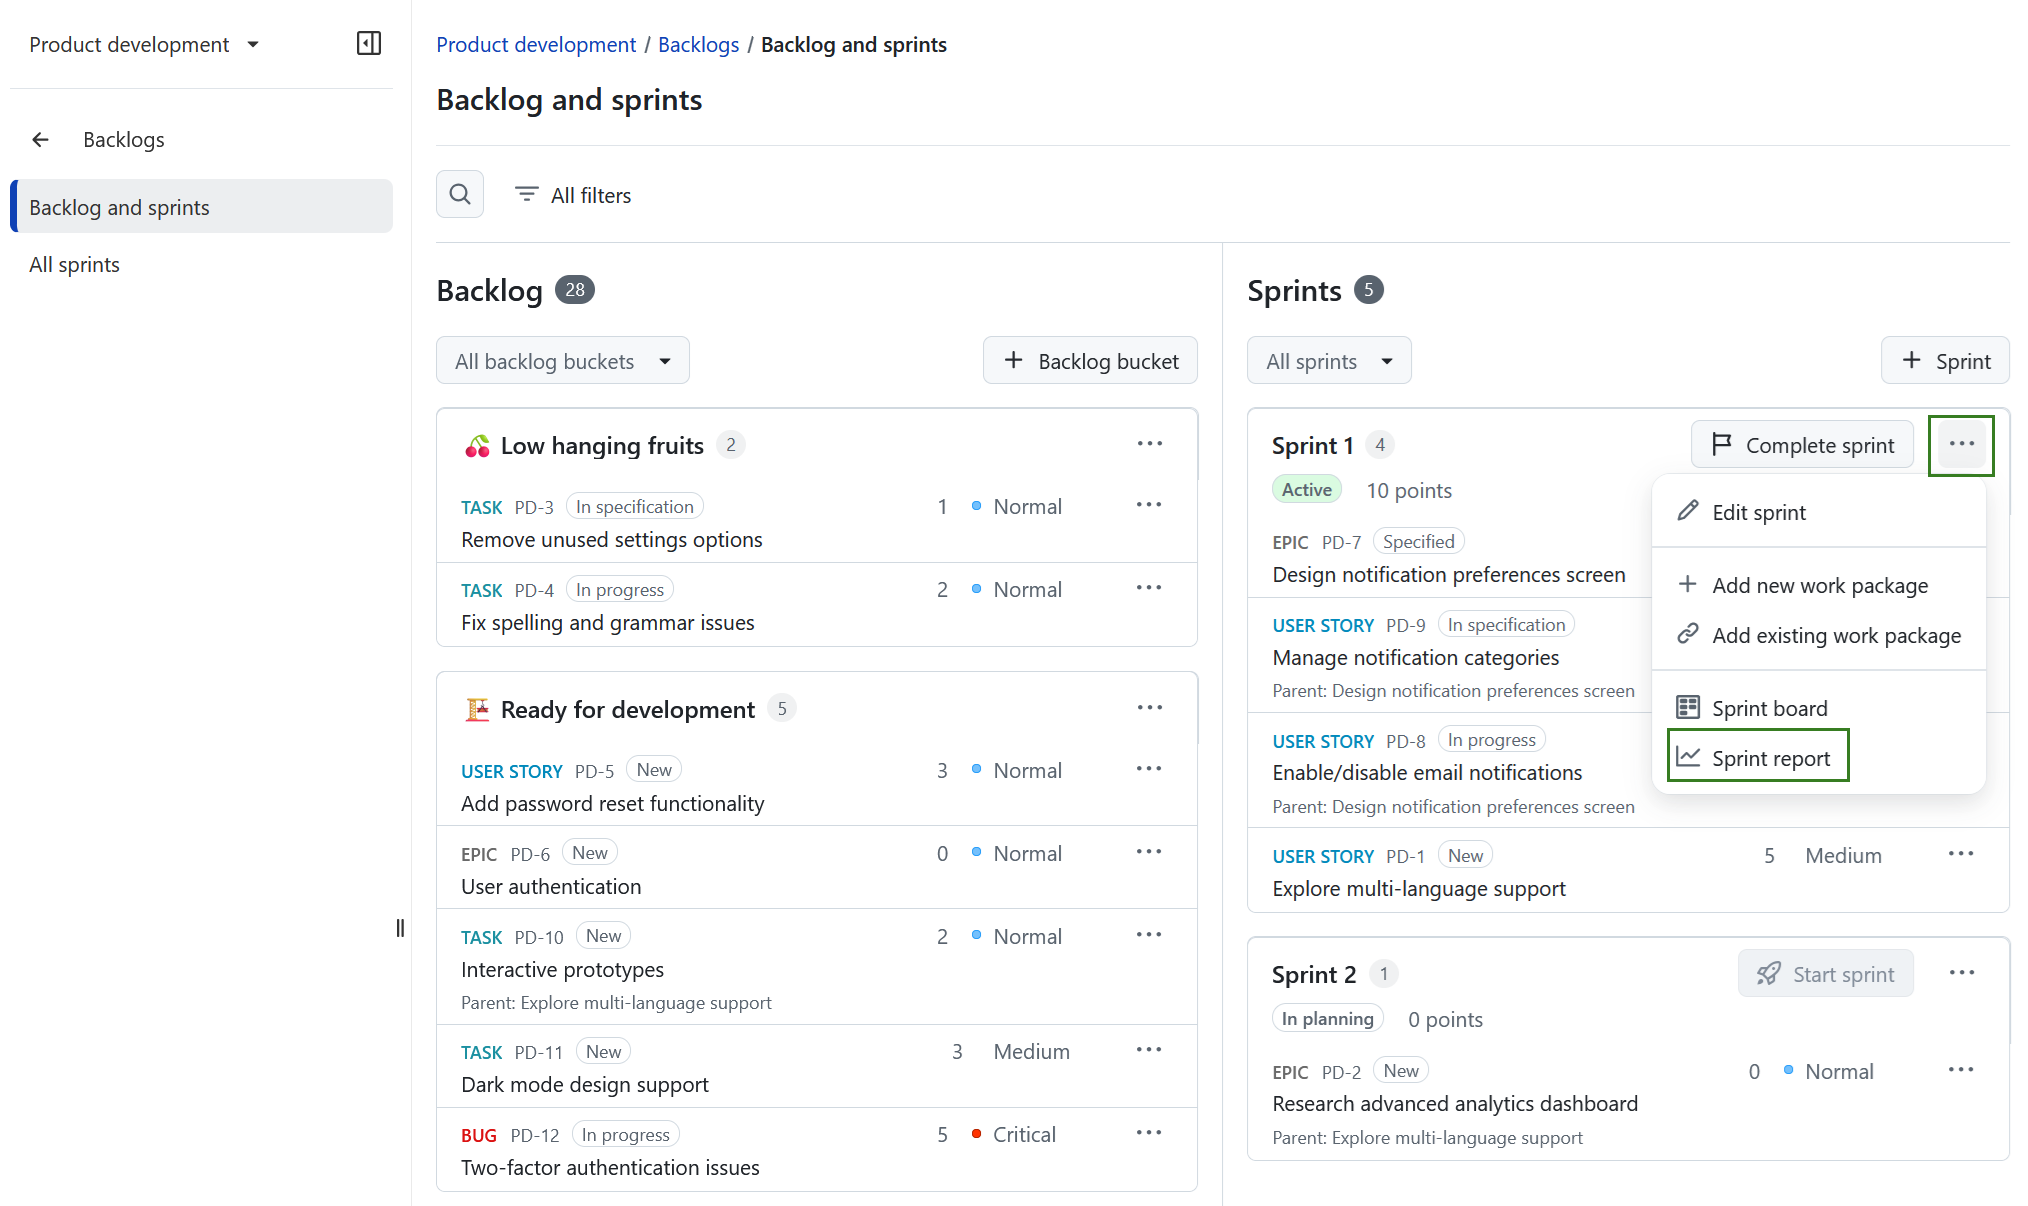 Product development
Backlogs
Backlog and sprints
All sprints
Product development / Backlogs / Backlog and sprints
Backlog and sprints
All filters
Backlog 28
All backlog buckets
+ Backlog bucket
Low hanging fruits 2
TASK PD-3 In specification 1 Normal
Remove unused settings options
TASK PD-4 In progress 2 Normal
Fix spelling and grammar issues
Ready for development 5
USER STORY PD-5 New 3 Normal
Add password reset functionality
EPIC PD-6 New 0 Normal
User authentication
TASK PD-10 New 2 Normal
Interactive prototypes
Parent: Explore multi-language support
TASK PD-11 New 3 Medium
Dark mode design support
BUG PD-12 In progress 5 Critical
Two-factor authentication issues
Sprints 5
All sprints
+ Sprint
Sprint 1 4
Complete sprint
Active 10 points
EPIC PD-7 Specified
Design notification preferences screen
USER STORY PD-9 In specification
Manage notification categories
Parent: Design notification preferences screen
USER STORY PD-8 In progress
Enable/disable email notifications
Parent: Design notification preferences screen
USER STORY PD-1 New 5 Medium
Explore multi-language support
Edit sprint
Add new work package
Add existing work package
Sprint board
Sprint report
Sprint 2 1
Start sprint
In planning 0 points
EPIC PD-2 New 0 Normal
Research advanced analytics dashboard
Parent: Explore multi-language support